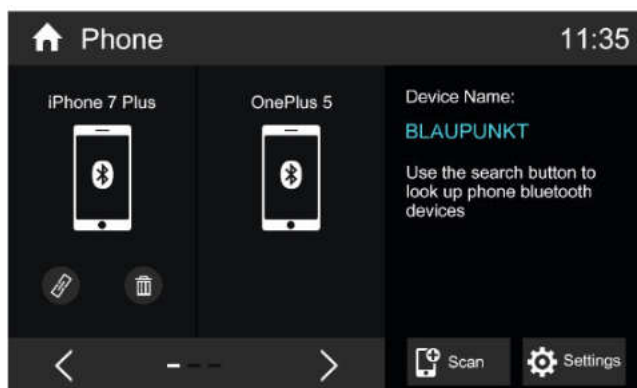 Phone
11:35
iPhone 7 Plus
OnePlus 5
Device Name:
BLAUPUNKT
Use the search button to
look up phone bluetooth
devices
Scan
Settings